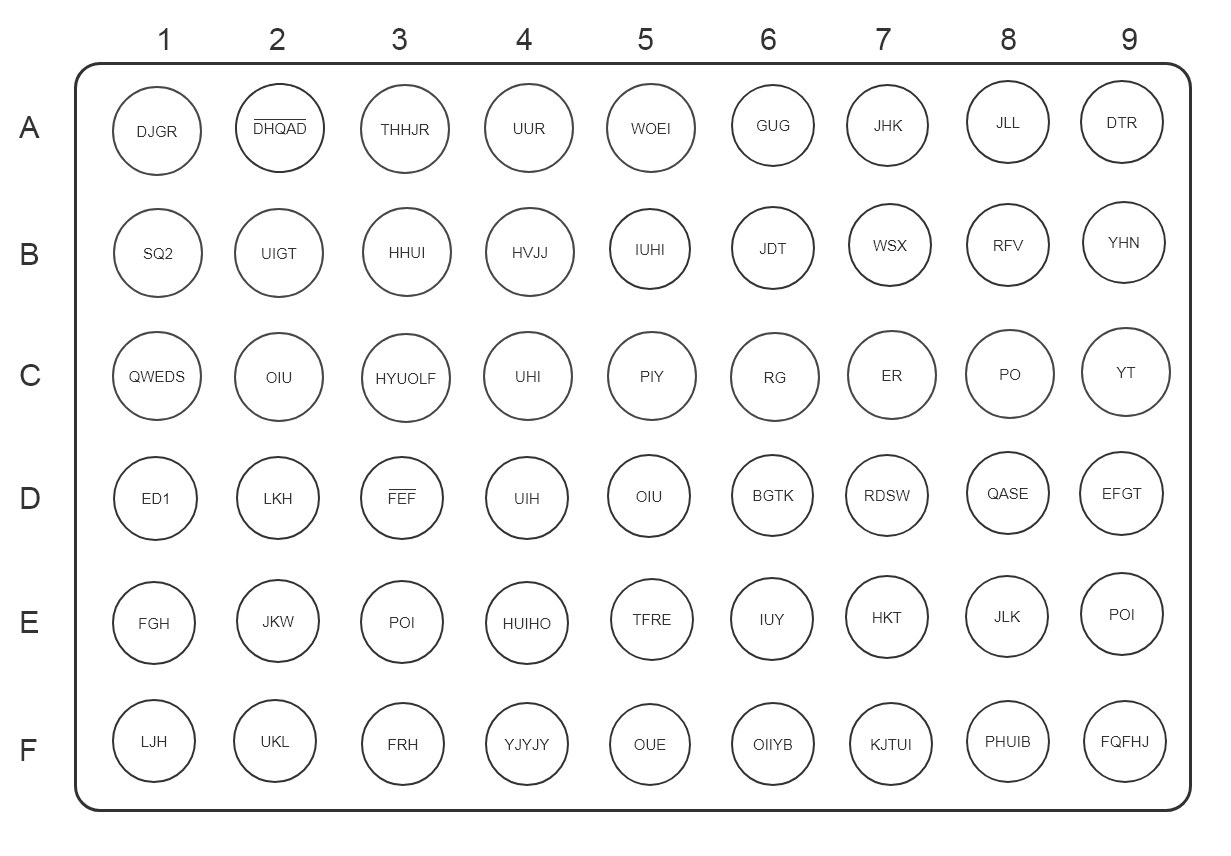 1 2 3 4 5 6 7 8 9
A DJGR D̅H̅Q̅A̅D̅ THHJR UUR WOEI GUG JHK JLL DTR
B SQ2 UIGT HHUI HVJJ IUHI JDT WSX RFV YHN
C QWEDS OIU HYUOLF UHI PIY RG ER PO YT
D ED1 LKH F̅E̅F̅ UIH OIU BGTK RDSW QASE EFGT
E FGH JKW POI HUIHO TFRE IUY HKT JLK POI
F LJH UKL FRH YJYJY OUE OIIYB KJTUI PHUIB FQFHJ